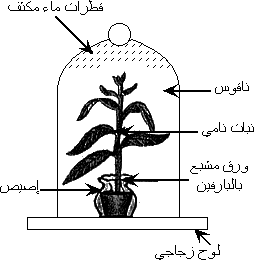 قطرات ماء مكثف
ناقوس
نبات نامي
ورق مشبع
بالبارفين
إصيص
لوح زجاجي